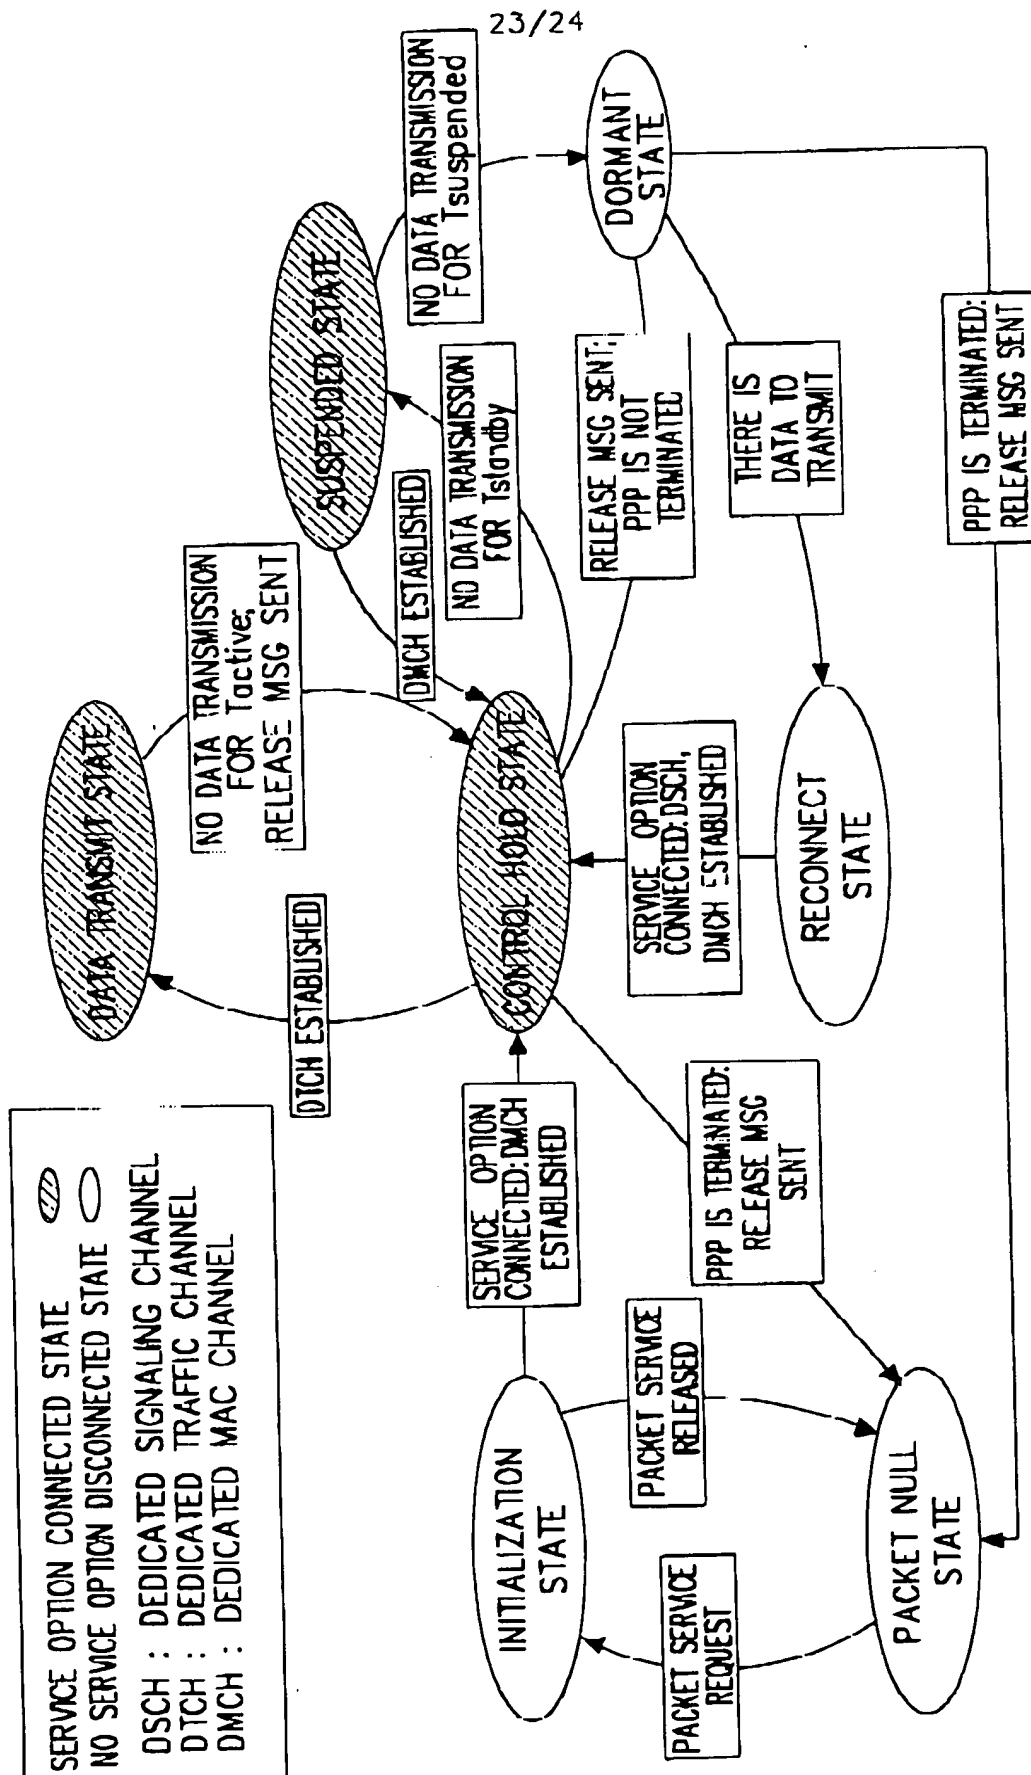 23/24
SERVICE OPTION CONNECTED STATE
NO SERVICE OPTION DISCONNECTED STATE
DSCH : DEDICATED SIGNALING CHANNEL
DTCH : DEDICATED TRAFFIC CHANNEL
DMCH : DEDICATED MAC CHANNEL
DATA TRANSMIT STATE
DTCH ESTABLISHED
NO DATA TRANSMISSION
FOR Tactive;
RELEASE MSG SENT
SUSPENDED STATE
DMCH ESTABLISHED
NO DATA TRANSMISSION
FOR Tstandby
NO DATA TRANSMISSION
FOR Tsuspended
CONTROL HOLD STATE
SERVICE OPTION
CONNECTED:DMCH
ESTABLISHED
INITIALIZATION
STATE
PACKET SERVICE
RELEASED
PACKET SERVICE
REQUEST
PACKET NULL
STATE
PPP IS TERMINATED:
RELEASE MSG
SENT
SERVICE OPTION
CONNECTED:DSCH,
DMCH ESTABLISHED
RECONNECT
STATE
RELEASE MSG SENT;
PPP IS NOT
TERMINATED
THERE IS
DATA TO
TRANSMIT
DORMANT
STATE
PPP IS TERMINATED:
RELEASE MSG SENT